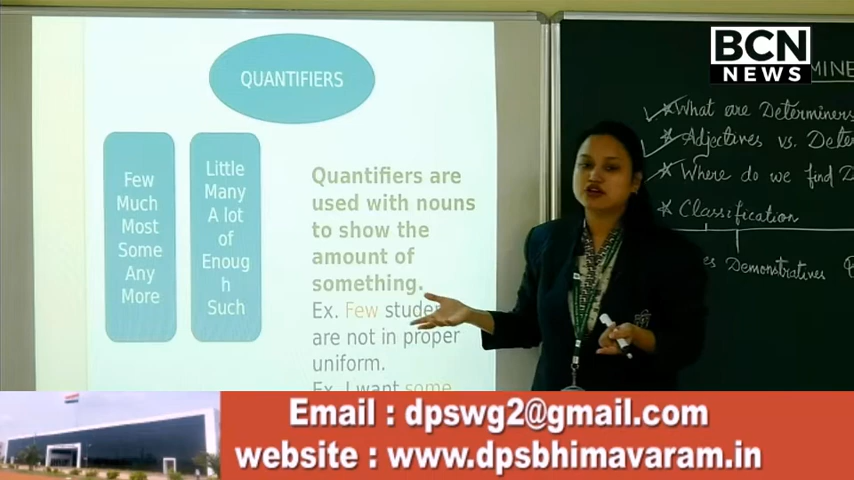 BCN
NEWS
QUANTIFIERS
Few
Much
Most
Some
Any
More
Little
Many
A lot
of
Enoug
h
Such
Quantifiers are
used with nouns
to show the
amount of
something.
Ex. Few
are not in proper
uniform.
Ex. I want some
What are Determiners
Adjectives vs.
Where do we find
Classification
Demonstratives
Email : dpswg2@gmail.com
website : www.dpsbhimavaram.in